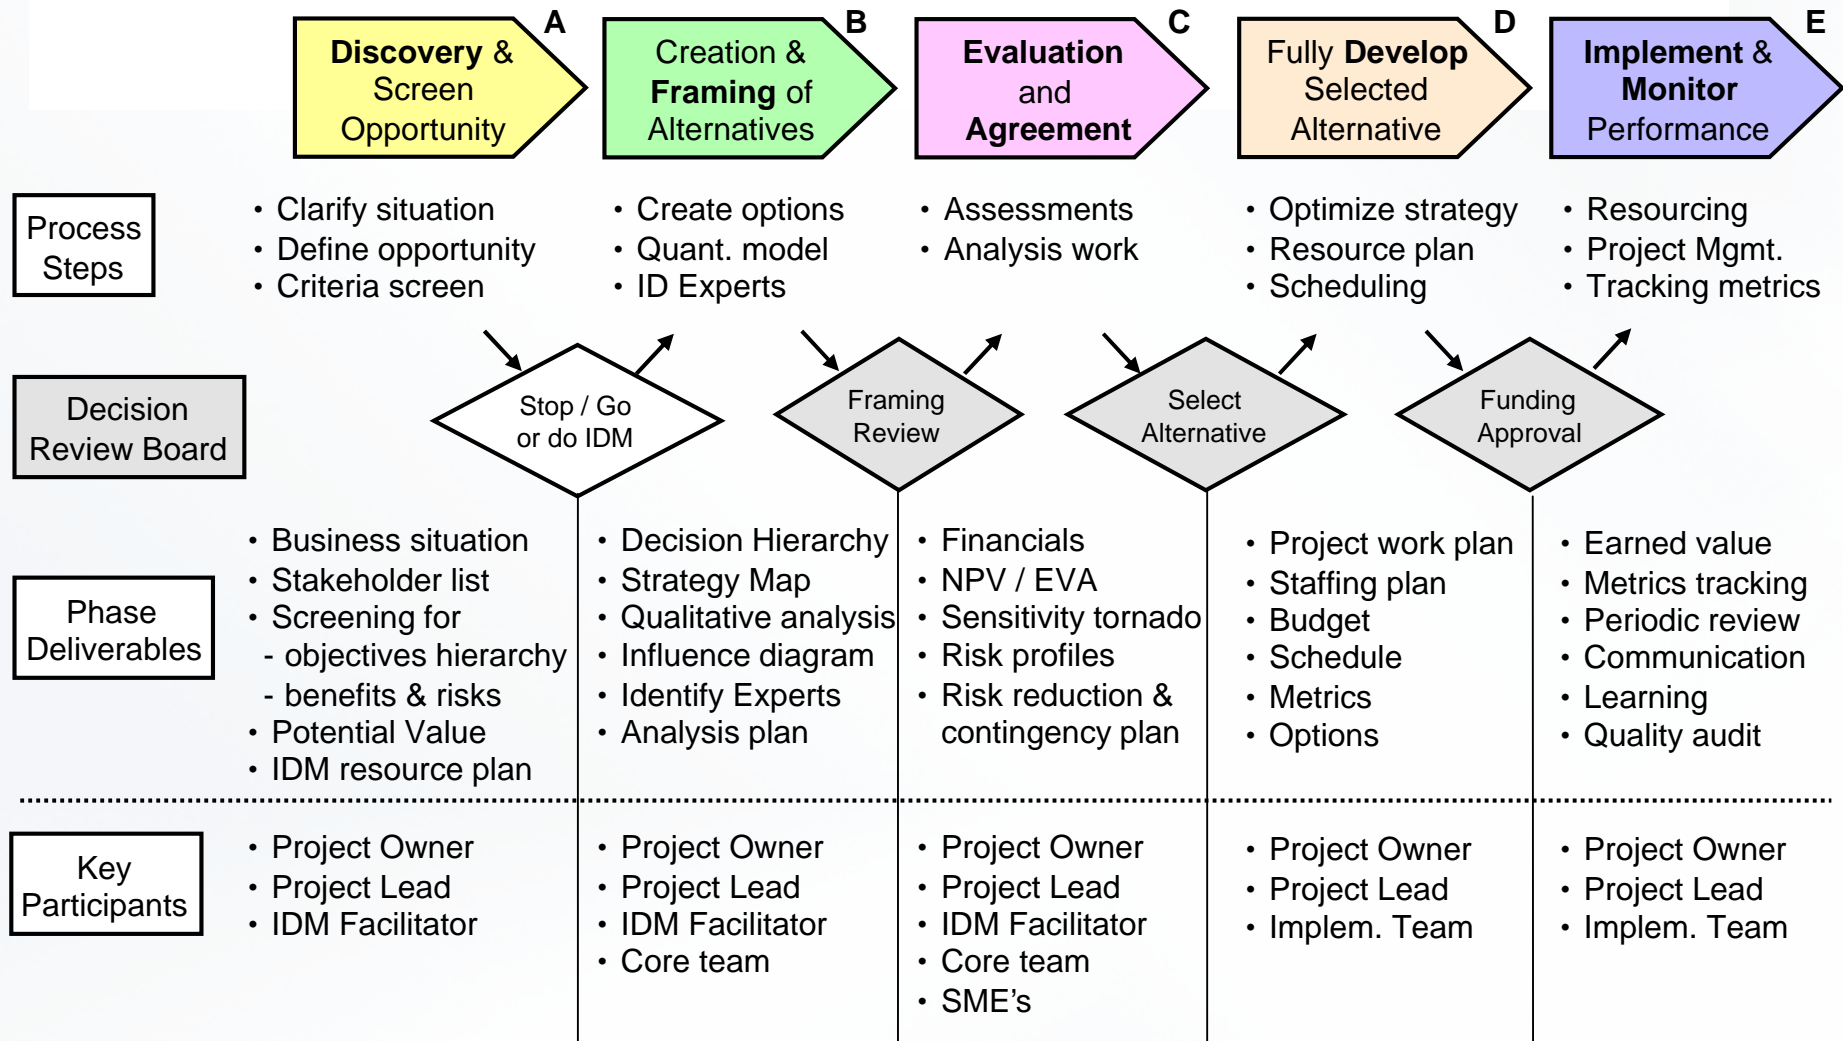 A
Discovery &
Screen
Opportunity
B
Creation &
Framing of
Alternatives
C
Evaluation
and
Agreement
D
Fully Develop
Selected
Alternative
E
Implement &
Monitor
Performance
Process
Steps
• Clarify situation
• Define opportunity
• Criteria screen
• Create options
• Quant. model
• ID Experts
• Assessments
• Analysis work
• Optimize strategy
• Resource plan
• Scheduling
• Resourcing
• Project Mgmt.
• Tracking metrics
Decision
Review Board
Stop / Go
or do IDM
Framing
Review
Select
Alternative
Funding
Approval
Phase
Deliverables
• Business situation
• Stakeholder list
• Screening for
- objectives hierarchy
- benefits & risks
• Potential Value
• IDM resource plan
• Decision Hierarchy
• Strategy Map
• Qualitative analysis
• Influence diagram
• Identify Experts
• Analysis plan
• Financials
• NPV / EVA
• Sensitivity tornado
• Risk profiles
• Risk reduction &
contingency plan
• Project work plan
• Staffing plan
• Budget
• Schedule
• Metrics
• Options
• Earned value
• Metrics tracking
• Periodic review
• Communication
• Learning
• Quality audit
Key
Participants
• Project Owner
• Project Lead
• IDM Facilitator
• Project Owner
• Project Lead
• IDM Facilitator
• Core team
• Project Owner
• Project Lead
• IDM Facilitator
• Core team
• SME's
• Project Owner
• Project Lead
• Implem. Team
• Project Owner
• Project Lead
• Implem. Team